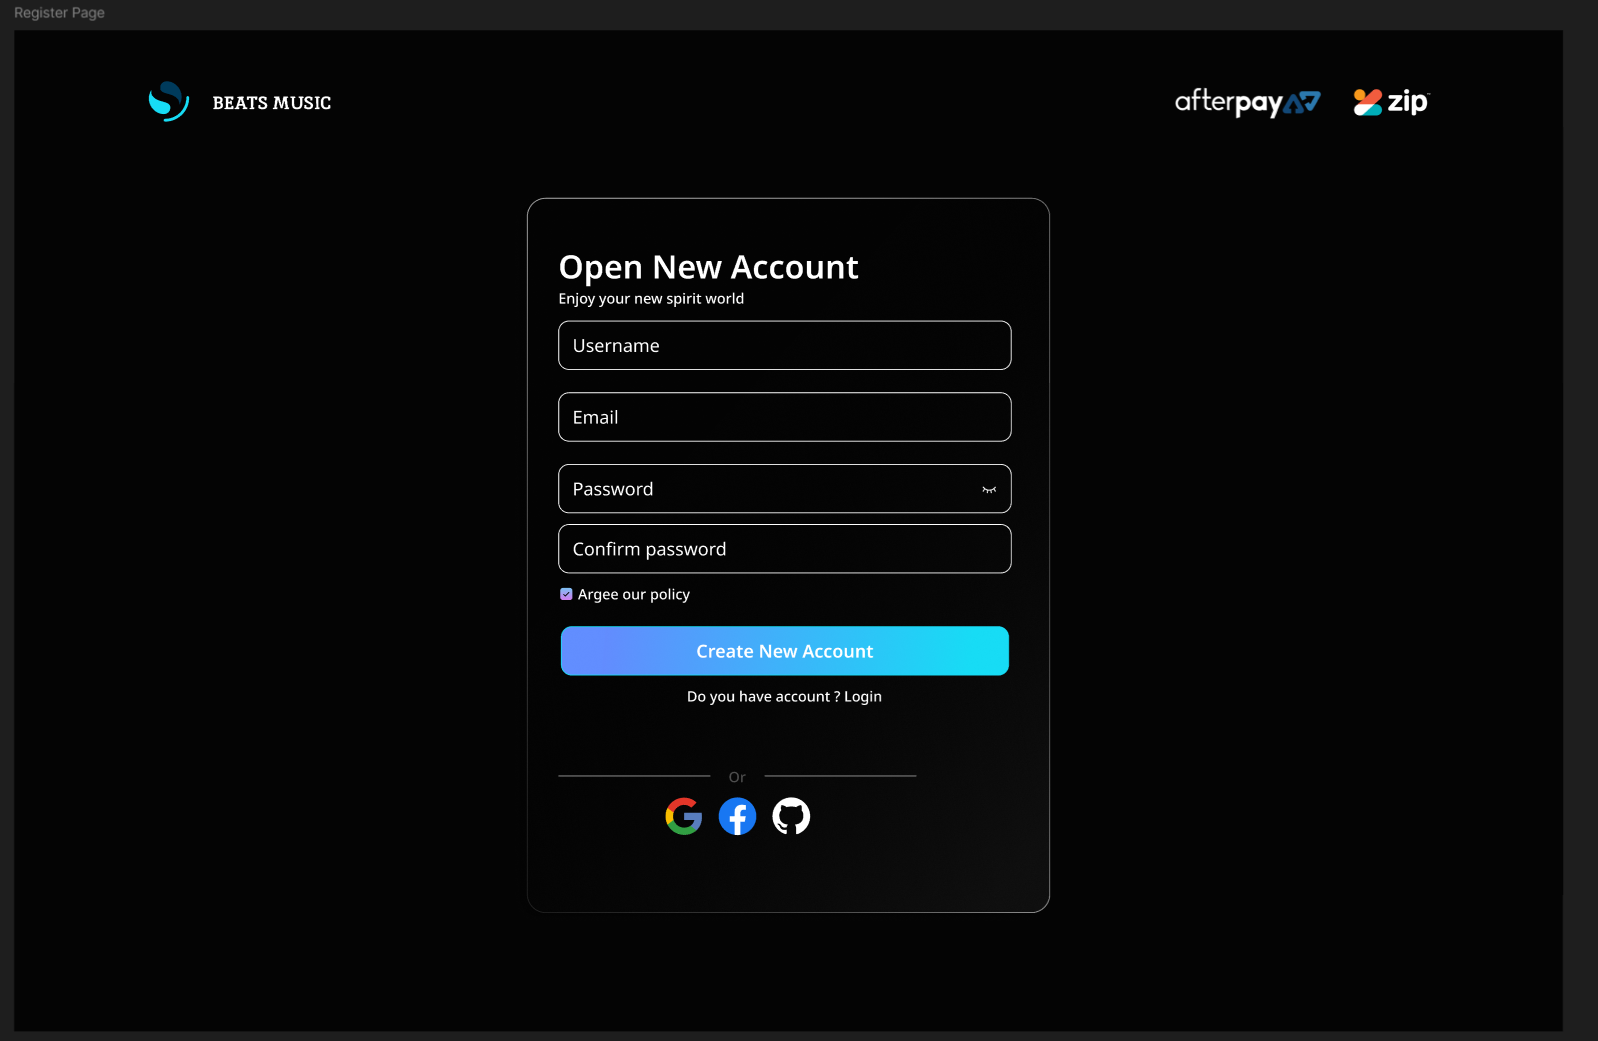 Register Page
BEATS MUSIC
afterpay
zip
Open New Account
Enjoy your new spirit world
Username
Email
Password
Confirm password
Argee our policy
Create New Account
Do you have account ? Login
Or